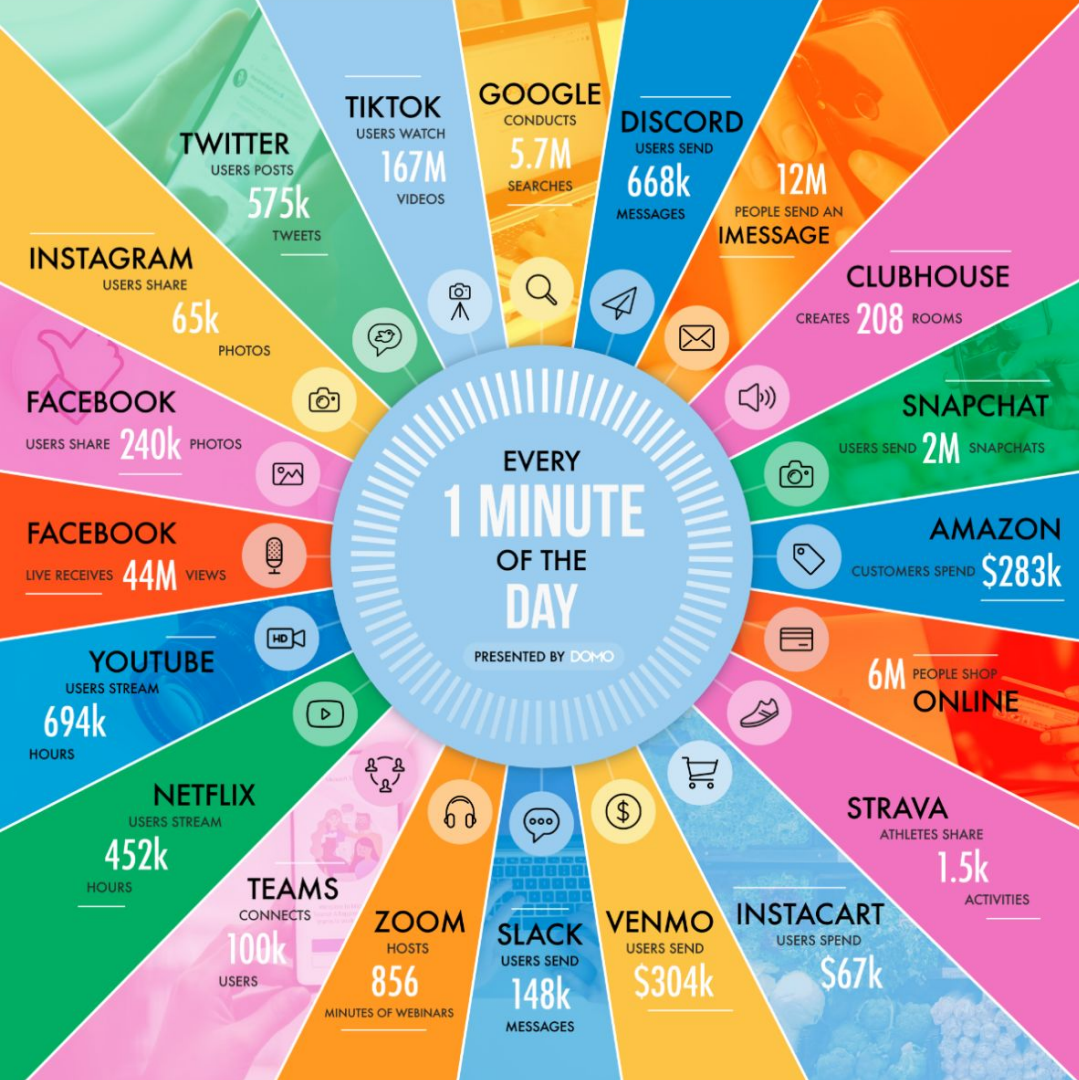 EVERY
1 MINUTE
OF THE
DAY
PRESENTED BY DOMO
GOOGLE
CONDUCTS
5.7M
SEARCHES
DISCORD
USERS SEND
668k
MESSAGES
12M
PEOPLE SEND AN
IMESSAGE
CLUBHOUSE
CREATES 208 ROOMS
SNAPCHAT
USERS SEND 2M SNAPCHATS
AMAZON
CUSTOMERS SPEND $283k
6M PEOPLE SHOP
ONLINE
STRAVA
ATHLETES SHARE
1.5k
ACTIVITIES
INSTACART
USERS SPEND
$67k
VENMO
USERS SEND
$304k
SLACK
USERS SEND
148k
MESSAGES
ZOOM
HOSTS
856
MINUTES OF WEBINARS
TEAMS
CONNECTS
100k
USERS
NETFLIX
USERS STREAM
452k
HOURS
YOUTUBE
USERS STREAM
694k
HOURS
HD
FACEBOOK
LIVE RECEIVES 44M VIEWS
FACEBOOK
USERS SHARE 240k PHOTOS
INSTAGRAM
USERS SHARE
65k
PHOTOS
TWITTER
USERS POSTS
575k
TWEETS
TIKTOK
USERS WATCH
167M
VIDEOS